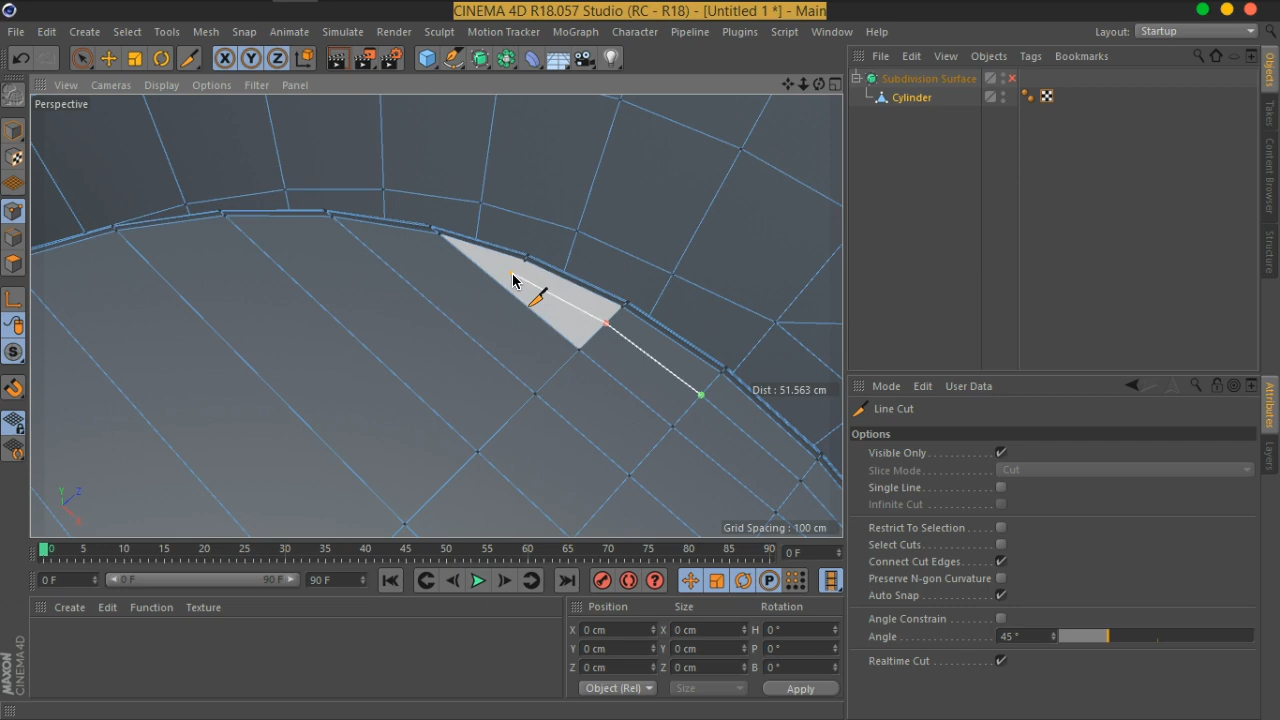 CINEMA 4D R18.057 Studio (RC - R18) - [Untitled 1 *] - Main
File Edit Create Select Tools Mesh Snap Animate Simulate Render Sculpt Motion Tracker MoGraph Character Pipeline Plugins Script Window Help Layout: Startup
View Cameras Display Options Filter Panel
File Edit View Objects Tags Bookmarks
Perspective
Subdivision Surface
Cylinder
Objects
Takes
Content Browser
Structure
Dist : 51.563 cm
Grid Spacing : 100 cm
Mode Edit User Data
Line Cut
Options
Visible Only
Slice Mode Cut
Single Line
Infinite Cut
Restrict To Selection
Select Cuts
Connect Cut Edges
Preserve N-gon Curvature
Auto Snap
Angle Constrain
Angle 45 °
Realtime Cut
Attributes
Layers
0 5 10 15 20 25 30 35 40 45 50 55 60 65 70 75 80 85 90 0 F
0 F 0 F 90 F 90 F
Create Edit Function Texture
Position Size Rotation
X 0 cm X 0 cm H 0 °
Y 0 cm Y 0 cm P 0 °
Z 0 cm Z 0 cm B 0 °
Object (Rel) Size Apply
MAXON
CINEMA 4D